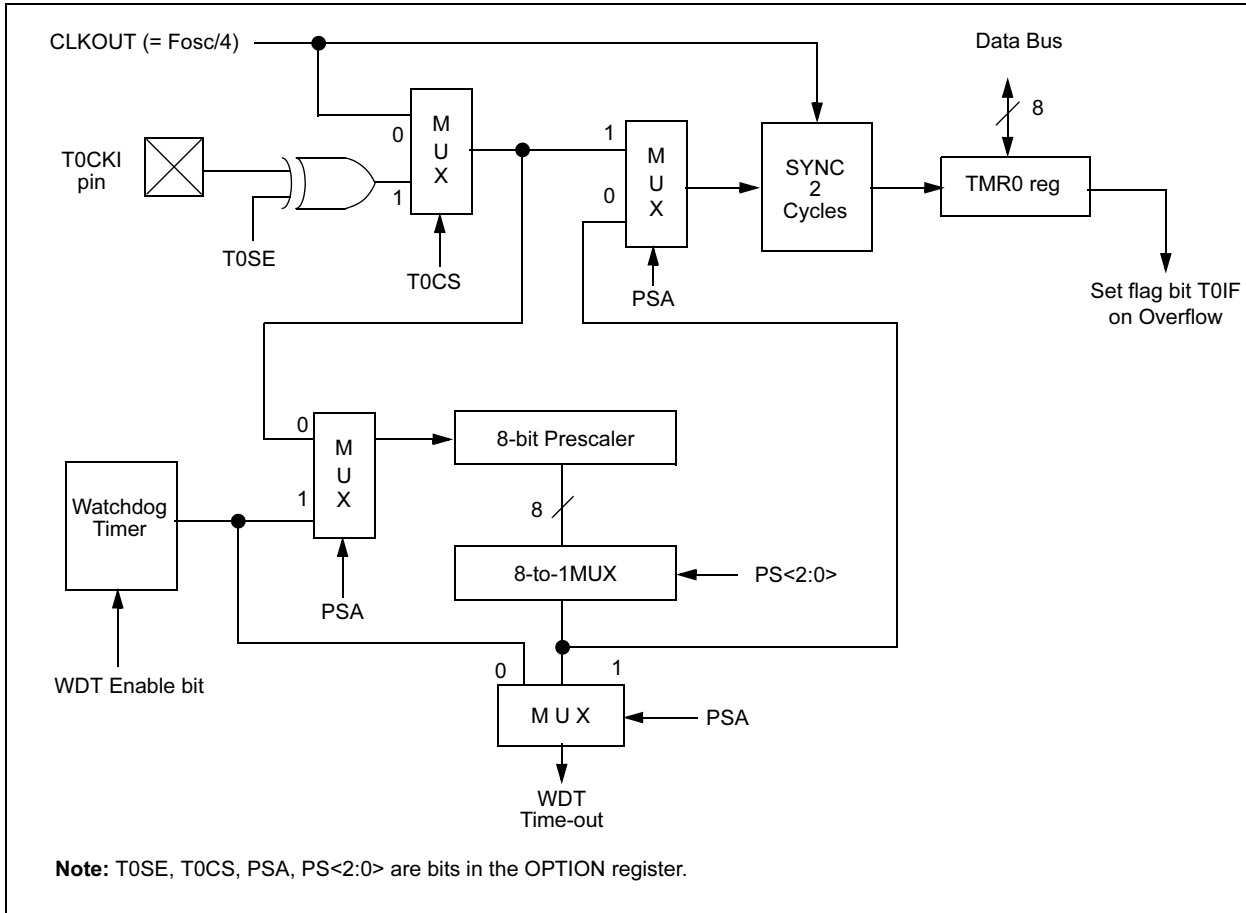 CLKOUT (= Fosc/4)
Data Bus
8
T0CKI
pin
0
1
M
U
X
T0SE
T0CS
1
0
M
U
X
PSA
SYNC
2
Cycles
TMR0 reg
Set flag bit T0IF
on Overflow
0
1
M
U
X
PSA
8-bit Prescaler
8
8-to-1MUX
PS<2:0>
Watchdog
Timer
WDT Enable bit
0
1
M U X
PSA
WDT
Time-out
Note: T0SE, T0CS, PSA, PS<2:0> are bits in the OPTION register.